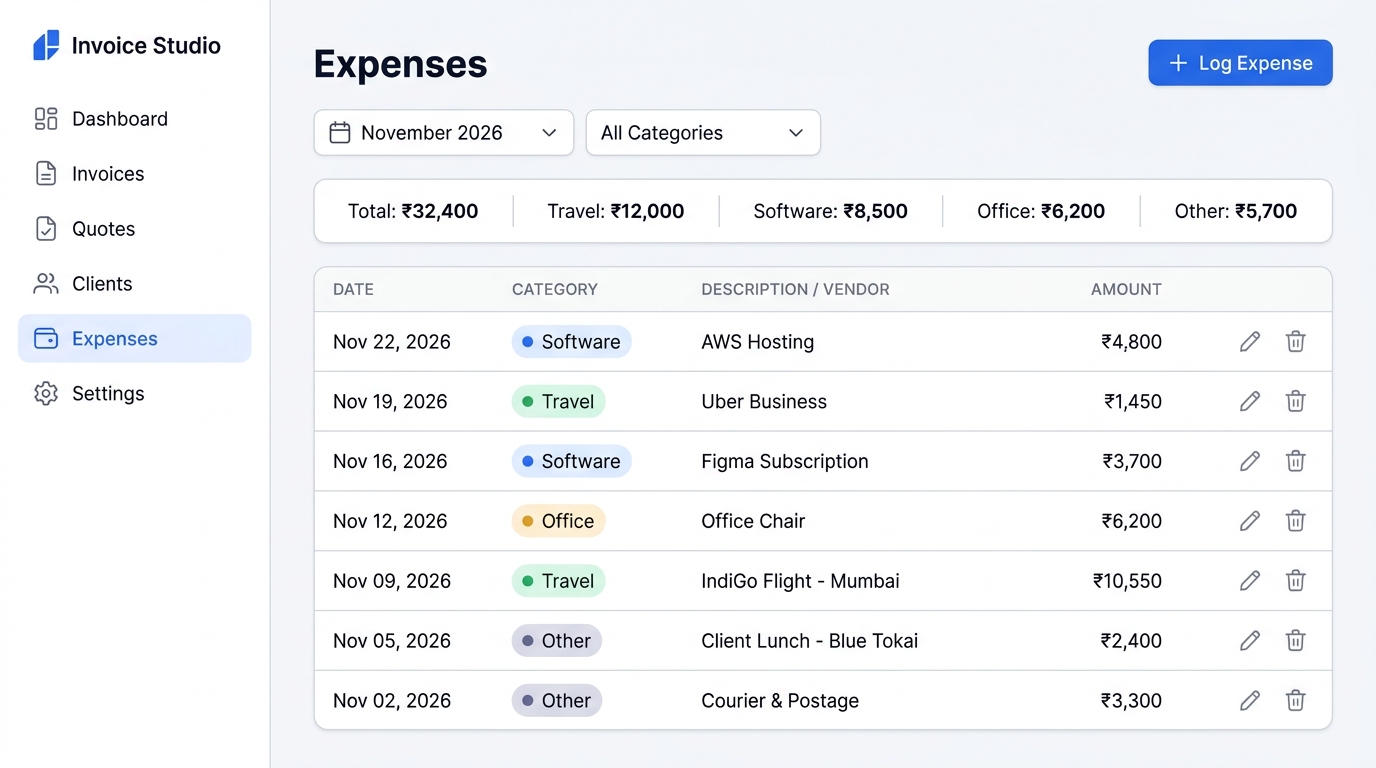 Invoice Studio
Dashboard
Invoices
Quotes
Clients
Expenses
Settings
Expenses
+ Log Expense
November 2026
All Categories
Total: ₹32,400 Travel: ₹12,000 Software: ₹8,500 Office: ₹6,200 Other: ₹5,700
DATE CATEGORY DESCRIPTION / VENDOR AMOUNT
Nov 22, 2026 Software AWS Hosting ₹4,800
Nov 19, 2026 Travel Uber Business ₹1,450
Nov 16, 2026 Software Figma Subscription ₹3,700
Nov 12, 2026 Office Office Chair ₹6,200
Nov 09, 2026 Travel IndiGo Flight - Mumbai ₹10,550
Nov 05, 2026 Other Client Lunch - Blue Tokai ₹2,400
Nov 02, 2026 Other Courier & Postage ₹3,300